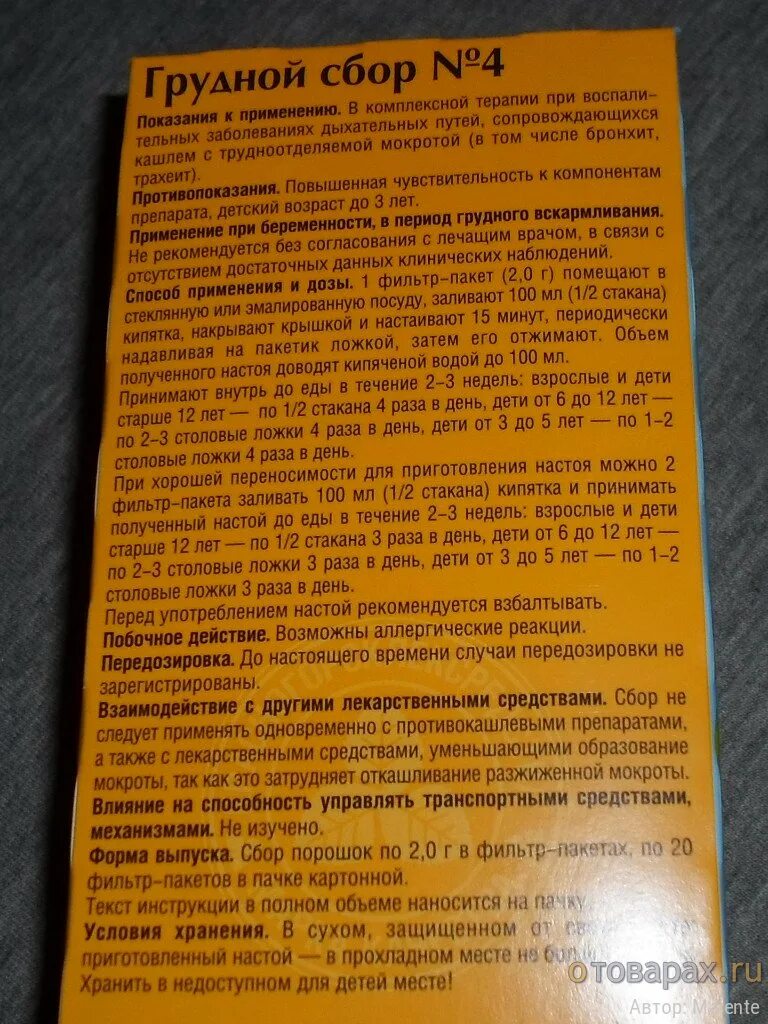 Грудной сбор №4
Показания к применению. В комплексной терапии при воспали-
тельных заболеваниях дыхательных путей, сопровождающихся
кашлем с трудноотделяемой мокротой (в том числе бронхит,
трахеит).
Противопоказания. Повышенная чувствительность к компонентам
препарата, детский возраст до 3 лет.
Применение при беременности, в период грудного вскармливания.
Не рекомендуется без согласования с лечащим врачом, в связи с
отсутствием достаточных данных клинических наблюдений.
Способ применения и дозы. 1 фильтр-пакет (2,0 г) помещают в
стеклянную или эмалированную посуду, заливают 100 мл (1/2 стакана)
кипятка, накрывают крышкой и настаивают 15 минут, периодически
надавливая на пакетик ложкой, затем его отжимают. Объем
полученного настоя доводят кипяченой водой до 100 мл.
Принимают внутрь до еды в течение 2-3 недель: взрослые и дети
старше 12 лет — по 1/2 стакана 4 раза в день, дети от 6 до 12 лет —
по 2-3 столовые ложки 4 раза в день, дети от 3 до 5 лет — по 1-2
столовые ложки 4 раза в день.
При хорошей переносимости для приготовления настоя можно 2
фильтр-пакета заливать 100 мл (1/2 стакана) кипятка и принимать
полученный настой до еды в течение 2-3 недель: взрослые и дети
старше 12 лет — по 1/2 стакана 3 раза в день, дети от 6 до 12 лет —
по 2-3 столовые ложки 3 раза в день, дети от 3 до 5 лет — по 1-2
столовые ложки 3 раза в день.
Перед употреблением настой рекомендуется взбалтывать.
Побочное действие. Возможны аллергические реакции.
Передозировка. До настоящего времени случаи передозировки не
зарегистрированы.
Взаимодействие с другими лекарственными средствами. Сбор не
следует применять одновременно с противокашлевыми препаратами,
а также с лекарственными средствами, уменьшающими образование
мокроты, так как это затрудняет откашливание разжиженной мокроты.
Влияние на способность управлять транспортными средствами,
механизмами. Не изучено.
Форма выпуска. Сбор порошок по 2,0 г в фильтр-пакетах, по 20
фильтр-пакетов в пачке картонной.
Текст инструкции в полном объеме наносится на пачку.
Условия хранения. В сухом, защищенном от
приготовленный настой — в прохладном месте не
Хранить в недоступном для детей месте!
отоварах.ru
Автор: